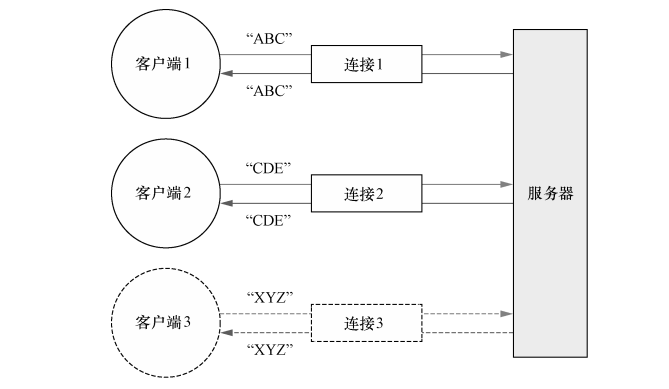 “ABC”
客户端1
连接1
“ABC”
“CDE”
客户端2
连接2
服务器
“CDE”
“XYZ”
客户端3
连接3
“XYZ”